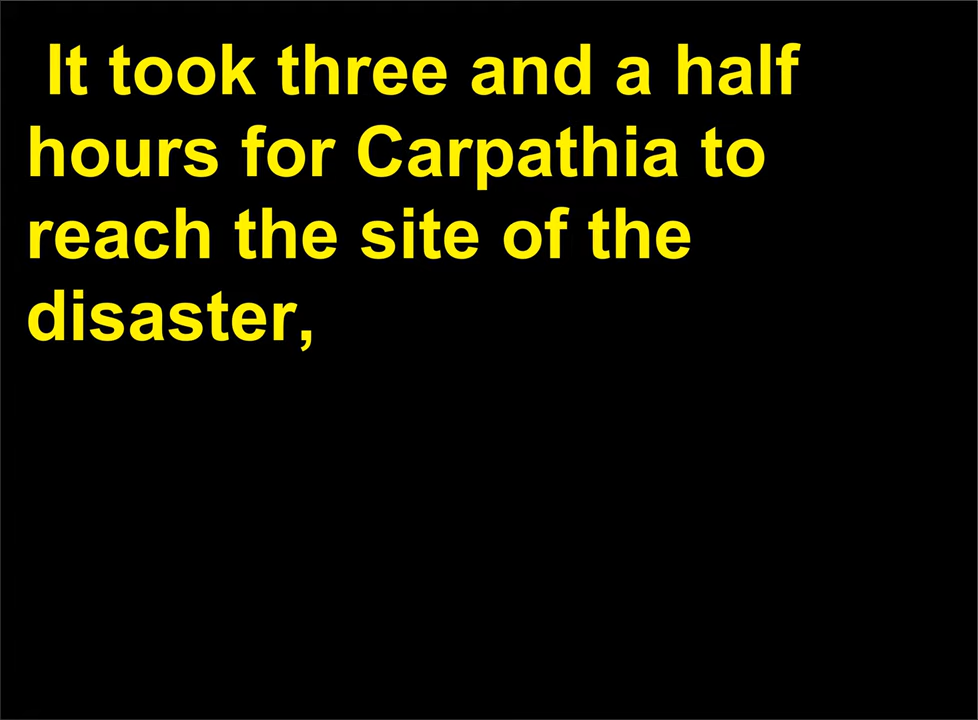 It took three and a half
hours for Carpathia to
reach the site of the
disaster,